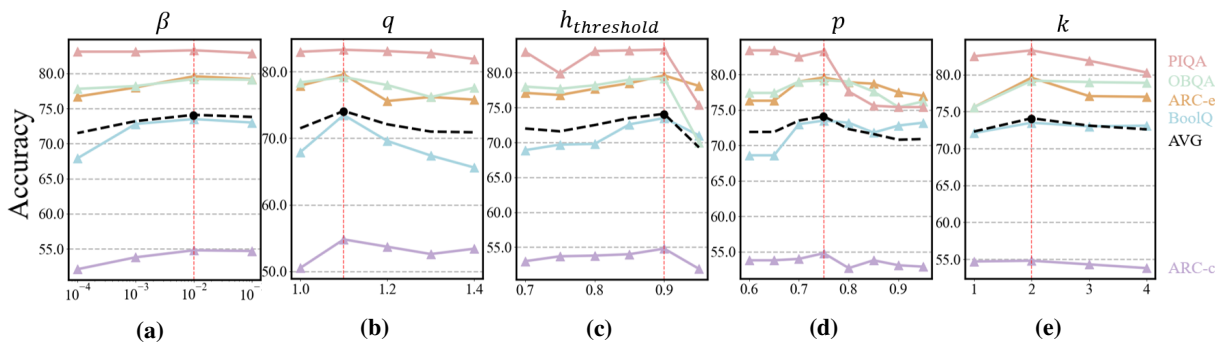 β q h_threshold p k
Accuracy
80.0 75.0 70.0 65.0 60.0 55.0
10⁻⁴ 10⁻³ 10⁻² 10⁻
(a)
80.0 70.0 60.0 50.0
1.0 1.2 1.4
(b)
80.0 75.0 70.0 65.0 60.0 55.0
0.7 0.8 0.9
(c)
80.0 75.0 70.0 65.0 60.0 55.0
0.6 0.7 0.8 0.9
(d)
80.0 75.0 70.0 65.0 60.0 55.0
1 2 3 4
(e)
PIQA
OBQA
ARC-e
BoolQ
AVG
ARC-c